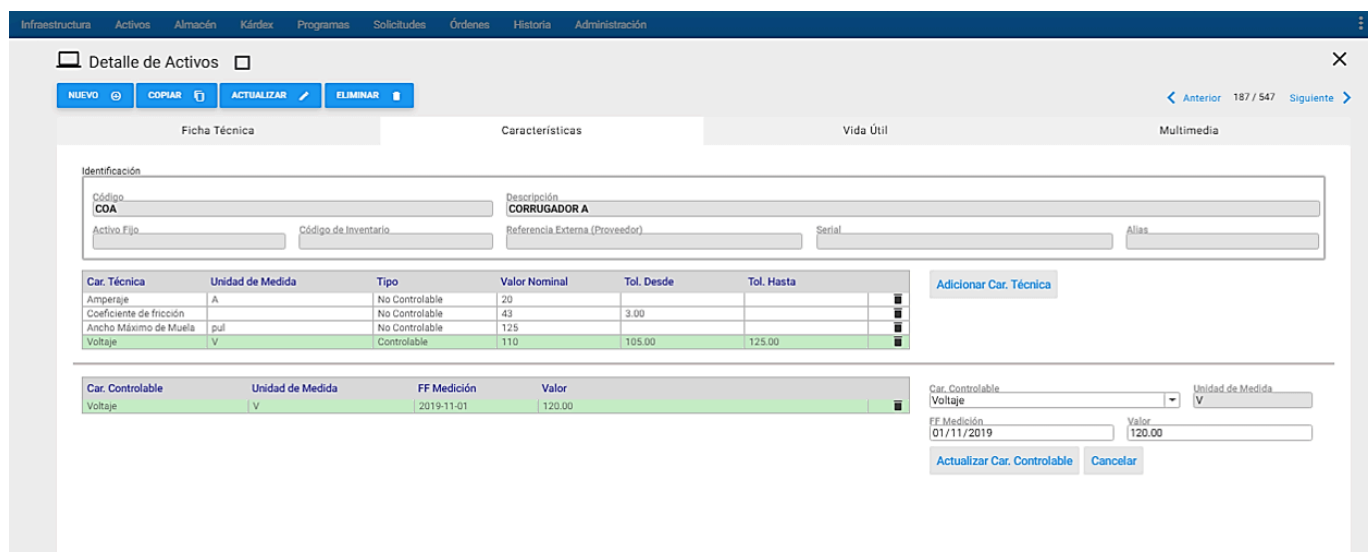 Infraestructura Activos Almacén Kárdex Programas Solicitudes Órdenes Historia Administración
Detalle de Activos
NUEVO COPIAR ACTUALIZAR ELIMINAR Anterior 187 / 547 Siguiente
Ficha Técnica Características Vida Útil Multimedia
Identificación
Código Descripción
COA CORRUGADOR A
Activo Fijo Código de Inventario Referencia Externa (Proveedor) Serial Alias
Car. Técnica Unidad de Medida Tipo Valor Nominal Tol. Desde Tol. Hasta Adicionar Car. Técnica
Amperaje A No Controlable 20
Coeficiente de fricción No Controlable 43 3.00
Ancho Máximo de Muela pul No Controlable 125
Voltaje V Controlable 110 105.00 125.00
Car. Controlable Unidad de Medida FF Medición Valor Car. Controlable Unidad de Medida
Voltaje V 2019-11-01 120.00 Voltaje V
FF Medición Valor
01/11/2019 120.00
Actualizar Car. Controlable Cancelar